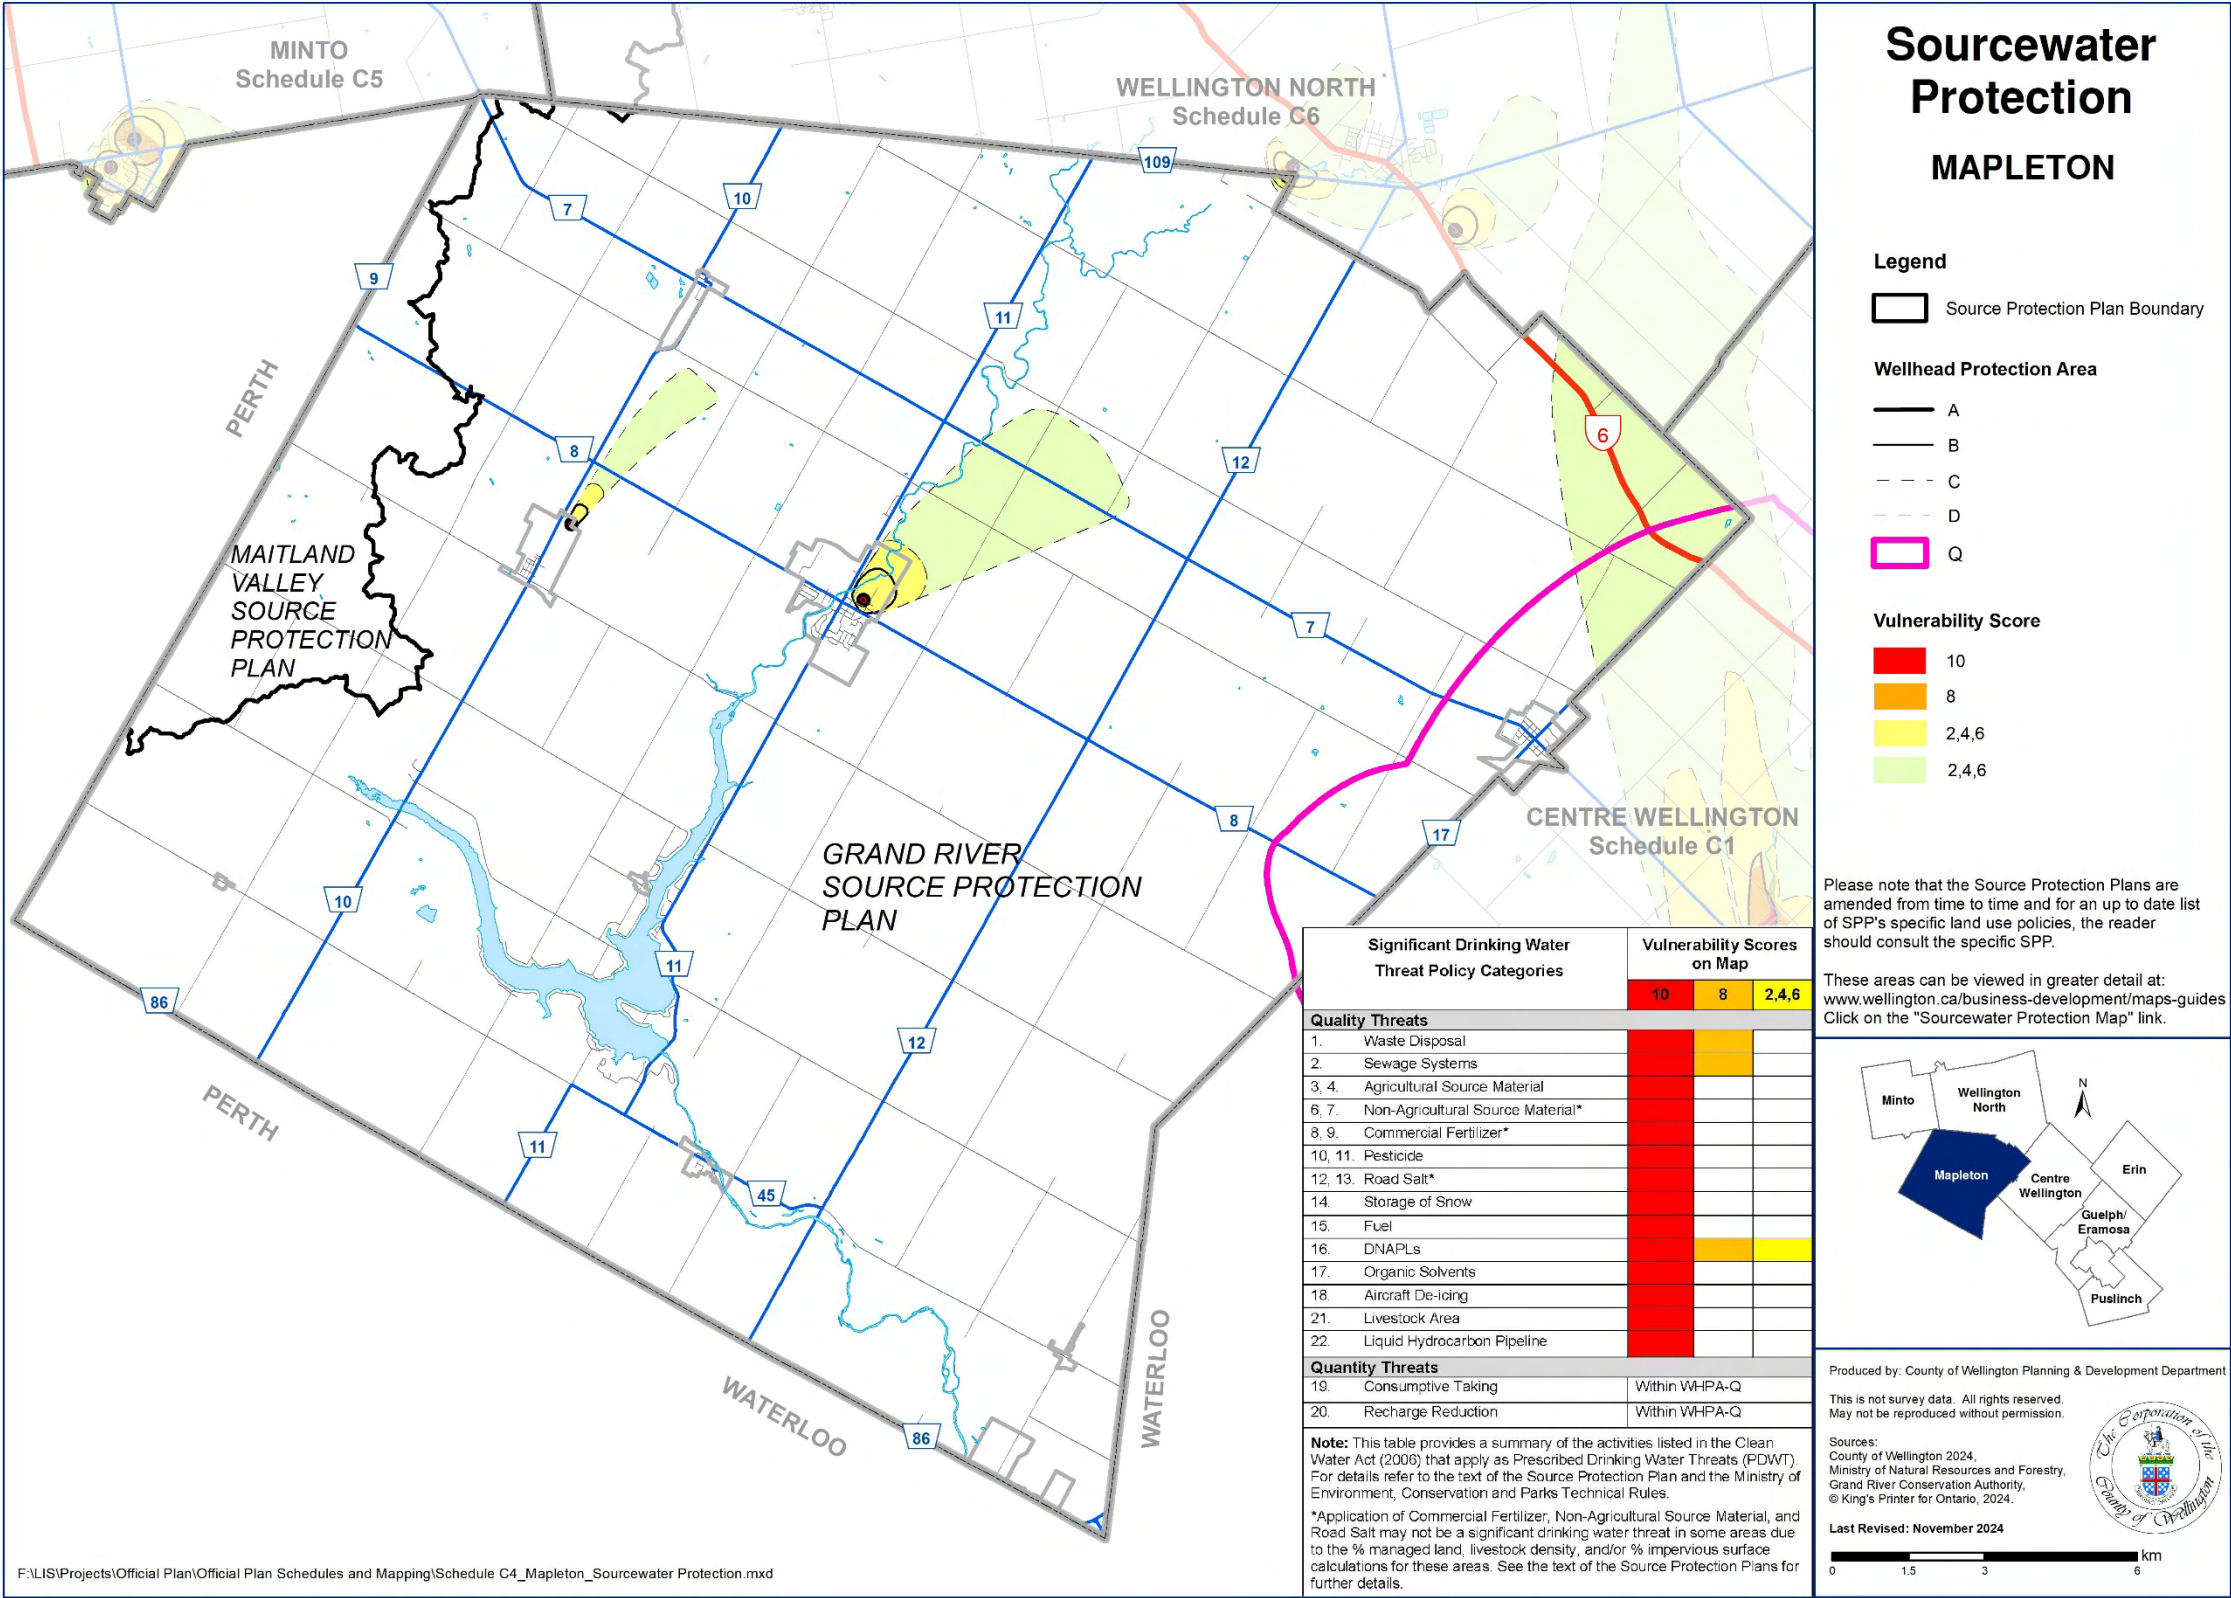 MINTO
Schedule C5
WELLINGTON NORTH
Schedule C6
109
7
10
9
11
6
12
8
PERTH
MAITLAND
VALLEY
SOURCE
PROTECTION
PLAN
7
CENTRE WELLINGTON
Schedule C1
8
17
GRAND RIVER
SOURCE PROTECTION
PLAN
10
11
86
12
PERTH
11
45
WATERLOO
WATERLOO
86
F:\LIS\Projects\Official Plan\Official Plan Schedules and Mapping\Schedule C4_Mapleton_Sourcewater Protection.mxd
Significant Drinking Water
Threat Policy Categories
Vulnerability Scores
on Map
10 8 2,4,6
Quality Threats
1. Waste Disposal
2. Sewage Systems
3, 4. Agricultural Source Material
6, 7. Non-Agricultural Source Material*
8, 9. Commercial Fertilizer*
10, 11. Pesticide
12, 13. Road Salt*
14. Storage of Snow
15. Fuel
16. DNAPLs
17. Organic Solvents
18. Aircraft De-icing
21. Livestock Area
22. Liquid Hydrocarbon Pipeline
Quantity Threats
19. Consumptive Taking Within WHPA-Q
20. Recharge Reduction Within WHPA-Q
Note: This table provides a summary of the activities listed in the Clean
Water Act (2006) that apply as Prescribed Drinking Water Threats (PDWT).
For details refer to the text of the Source Protection Plan and the Ministry of
Environment, Conservation and Parks Technical Rules.
*Application of Commercial Fertilizer, Non-Agricultural Source Material, and
Road Salt may not be a significant drinking water threat in some areas due
to the % managed land, livestock density, and/or % impervious surface
calculations for these areas. See the text of the Source Protection Plans for
further details.
Sourcewater
Protection
MAPLETON
Legend
Source Protection Plan Boundary
Wellhead Protection Area
A
B
C
D
Q
Vulnerability Score
10
8
2,4,6
2,4,6
Please note that the Source Protection Plans are
amended from time to time and for an up to date list
of SPP's specific land use policies, the reader
should consult the specific SPP.
These areas can be viewed in greater detail at:
www.wellington.ca/business-development/maps-guides
Click on the "Sourcewater Protection Map" link.
Minto
Wellington
North
N
Mapleton
Centre
Wellington
Erin
Guelph/
Eramosa
Puslinch
Produced by: County of Wellington Planning & Development Department
This is not survey data. All rights reserved.
May not be reproduced without permission.
Sources:
County of Wellington 2024,
Ministry of Natural Resources and Forestry,
Grand River Conservation Authority,
© King's Printer for Ontario, 2024.
Last Revised: November 2024
The Corporation of the
County of Wellington
km
0 1.5 3 6